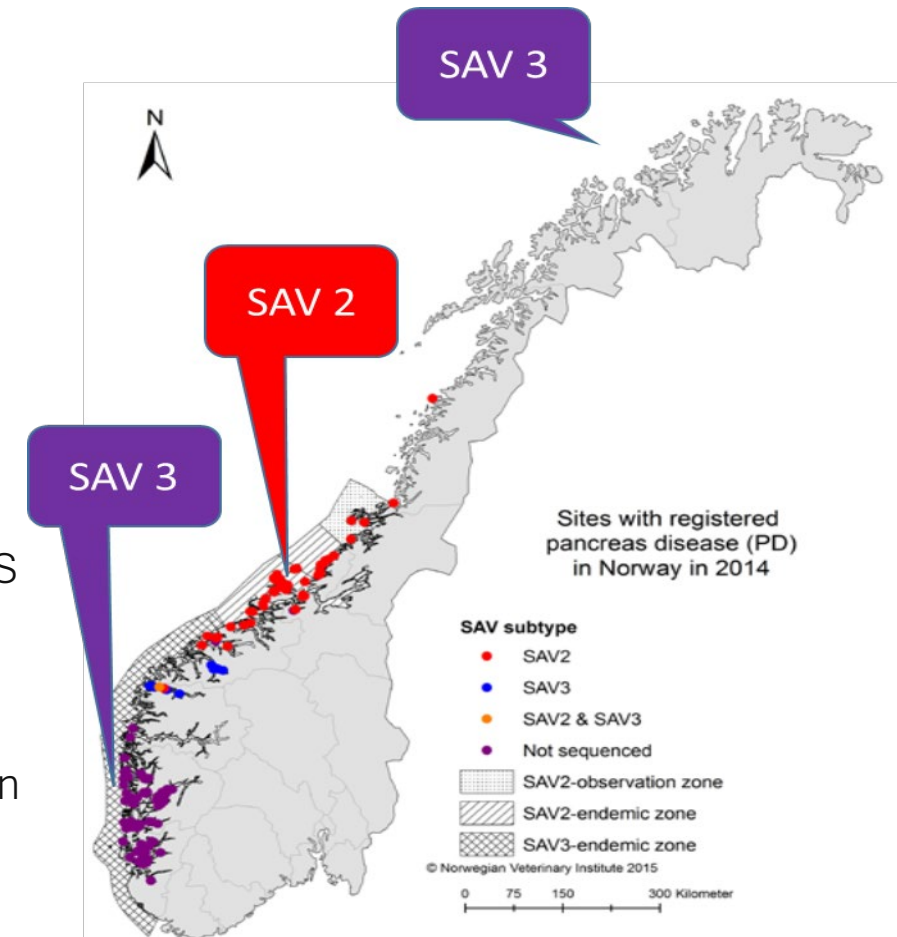 SAV 3
N
SAV 2
SAV 3
S
n
Sites with registered
pancreas disease (PD)
in Norway in 2014
SAV subtype
SAV2
SAV3
SAV2 & SAV3
Not sequenced
SAV2-observation zone
SAV2-endemic zone
SAV3-endemic zone
© Norwegian Veterinary Institute 2015
0 75 150 300 Kilometer